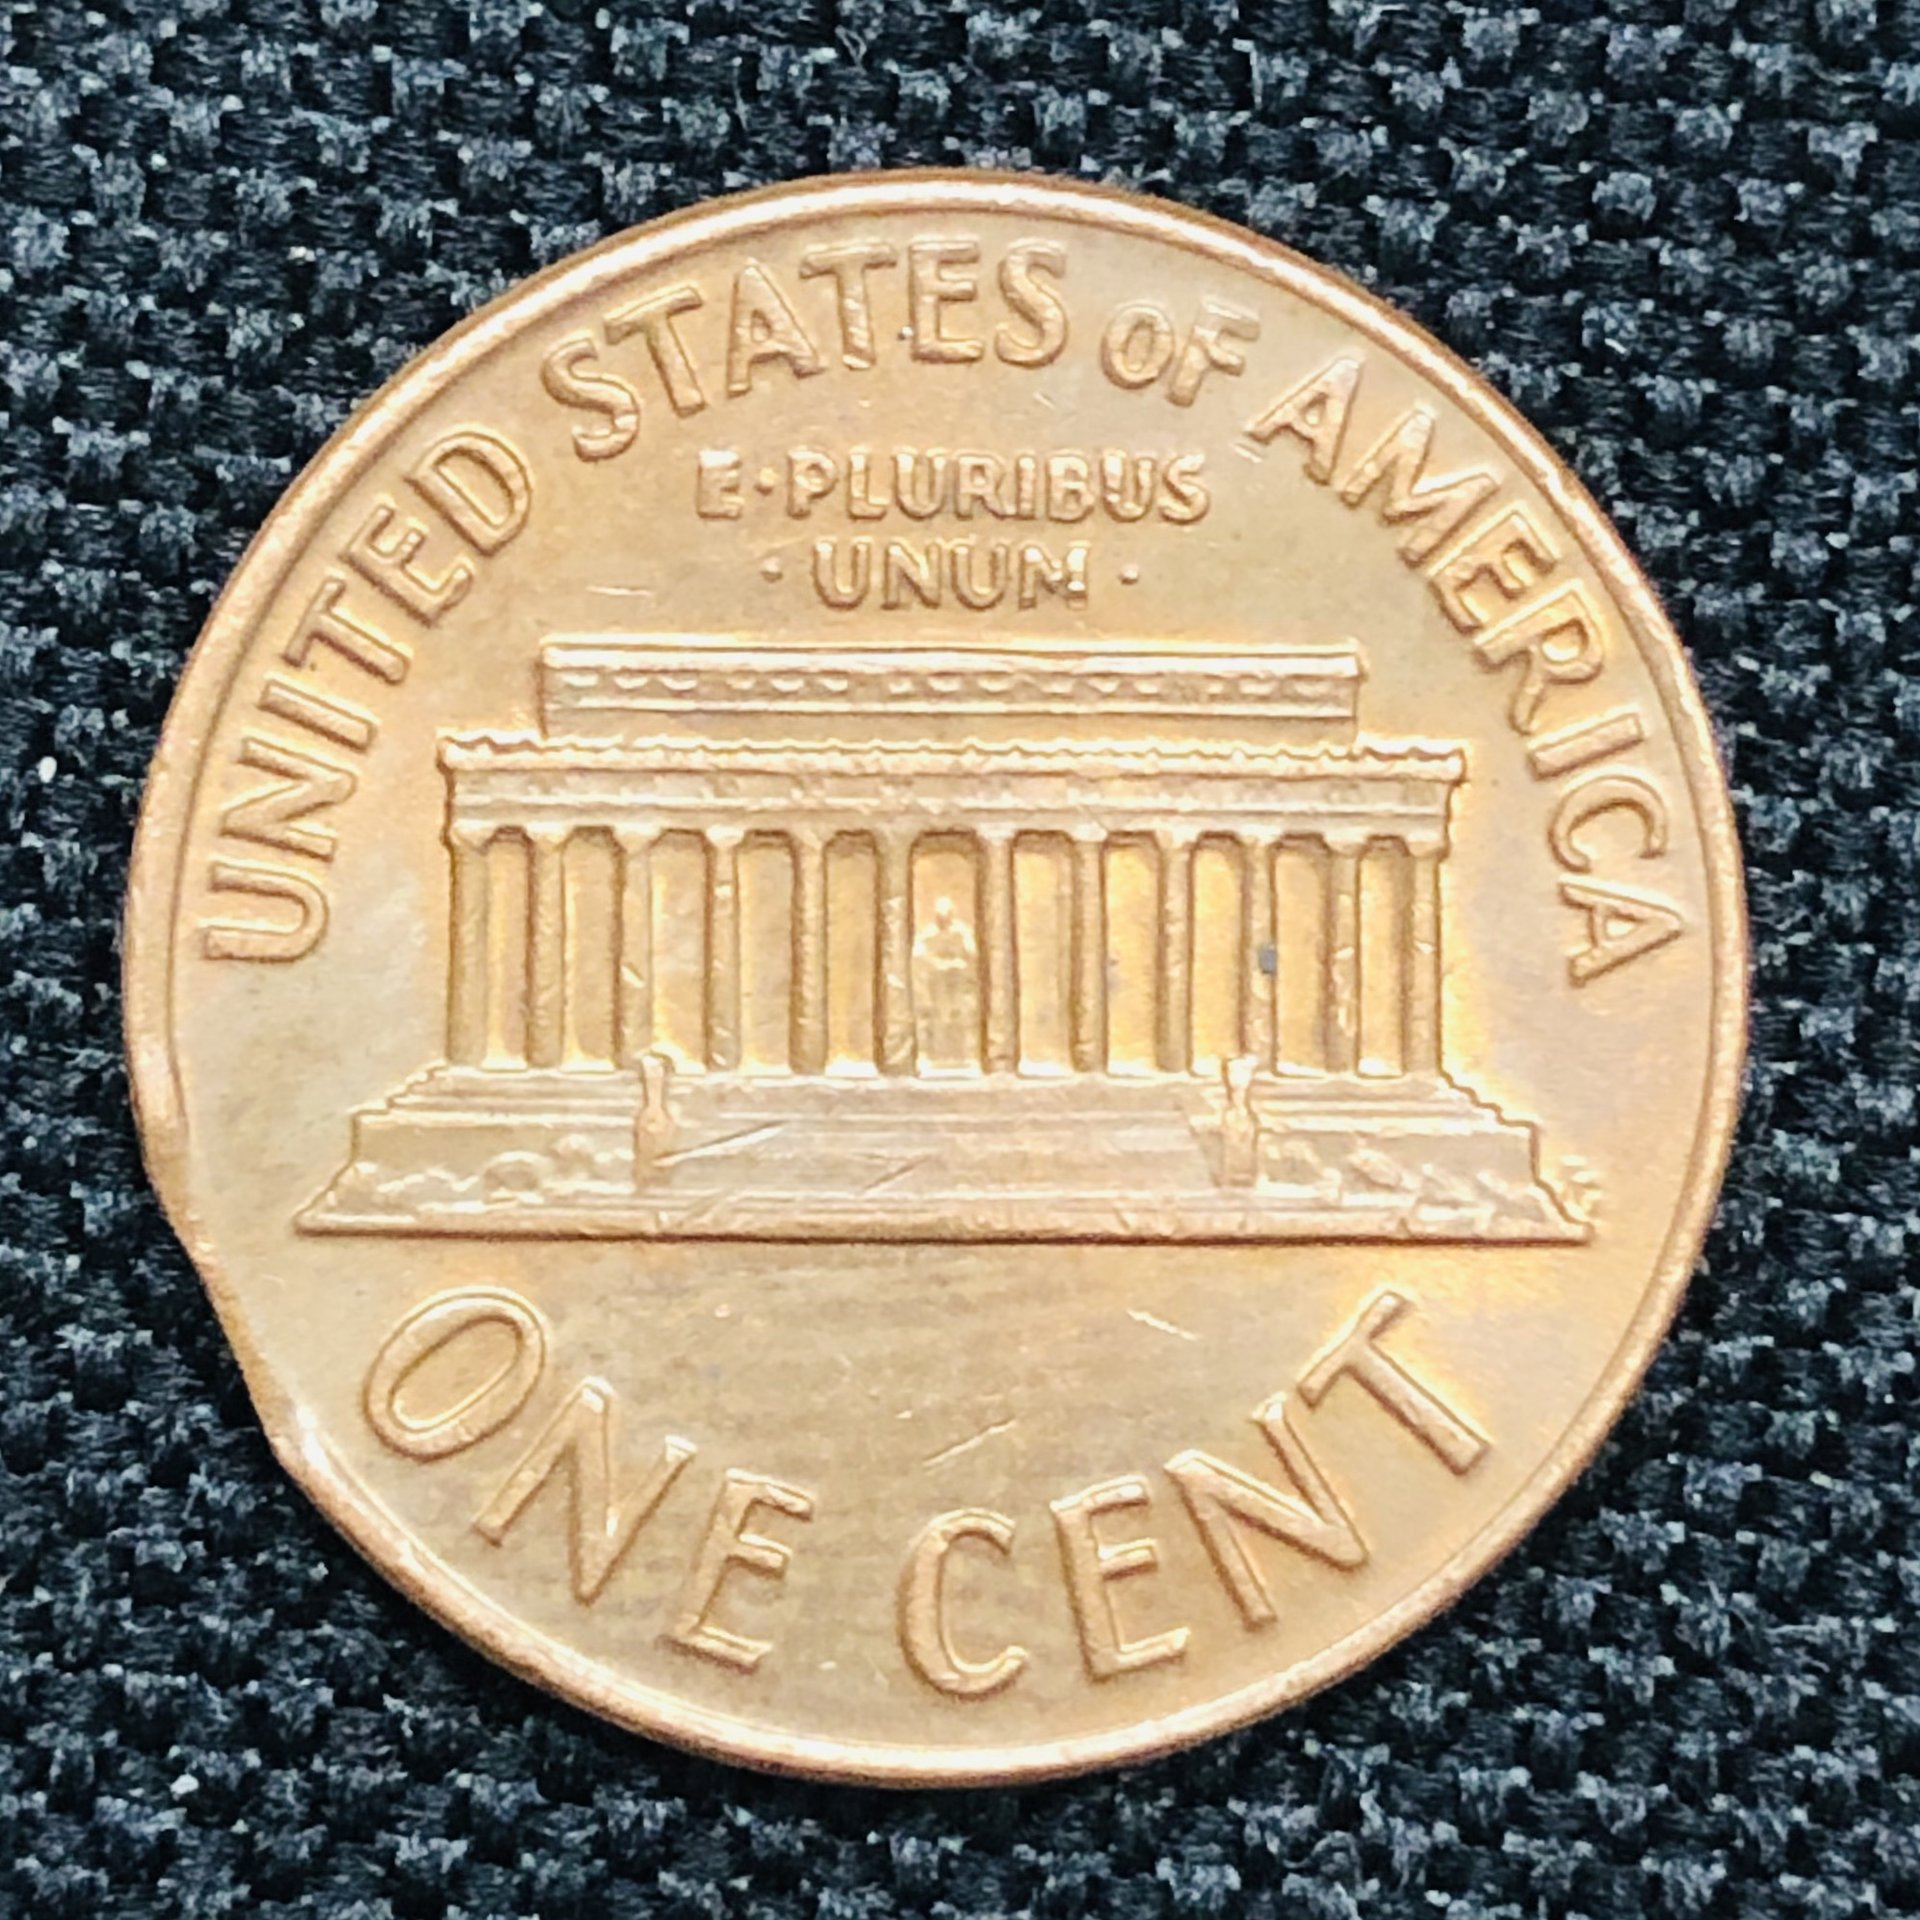 UNITED STATES OF AMERICA
E·PLURIBUS
·UNUM·
ONE CENT